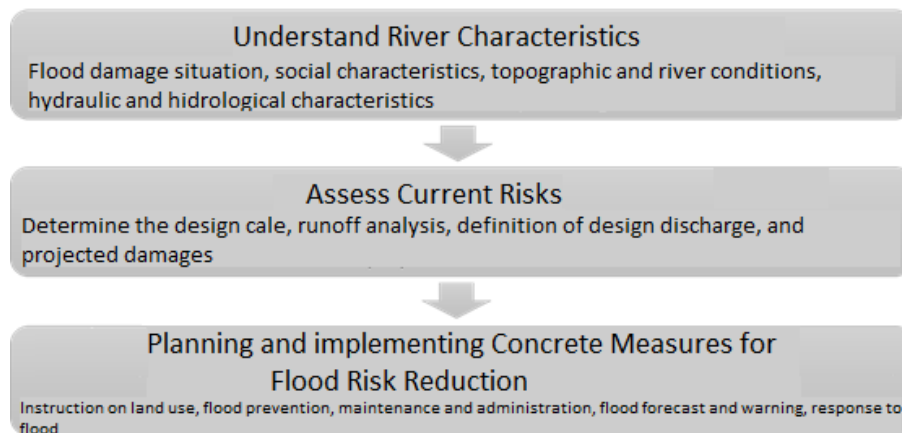 Understand River Characteristics
Flood damage situation, social characteristics, topographic and river conditions,
hydraulic and hidrological characteristics
Assess Current Risks
Determine the design cale, runoff analysis, definition of design discharge, and
projected damages
Planning and implementing Concrete Measures for
Flood Risk Reduction
Instruction on land use, flood prevention, maintenance and administration, flood forecast and warning, response to
flood